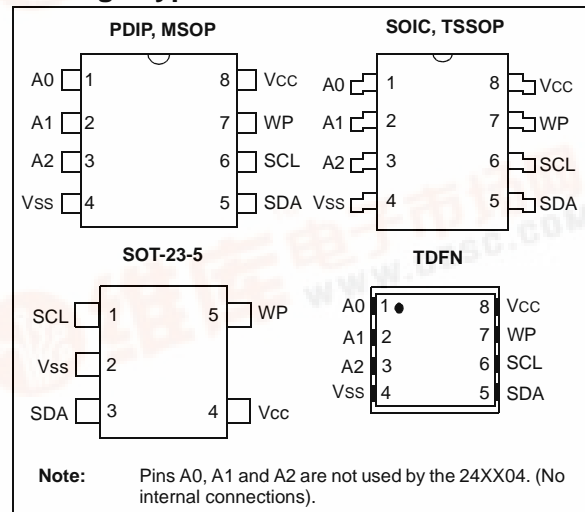 PDIP, MSOP
A0 1 8 VCC
A1 2 7 WP
A2 3 6 SCL
VSS 4 5 SDA
SOIC, TSSOP
A0 1 8 VCC
A1 2 7 WP
A2 3 6 SCL
VSS 4 5 SDA
SOT-23-5
SCL 1 5 WP
VSS 2
SDA 3 4 Vcc
TDFN
A0 1 8 VCC
A1 2 7 WP
A2 3 6 SCL
VSS 4 5 SDA
Note: Pins A0, A1 and A2 are not used by the 24XX04. (No
internal connections).